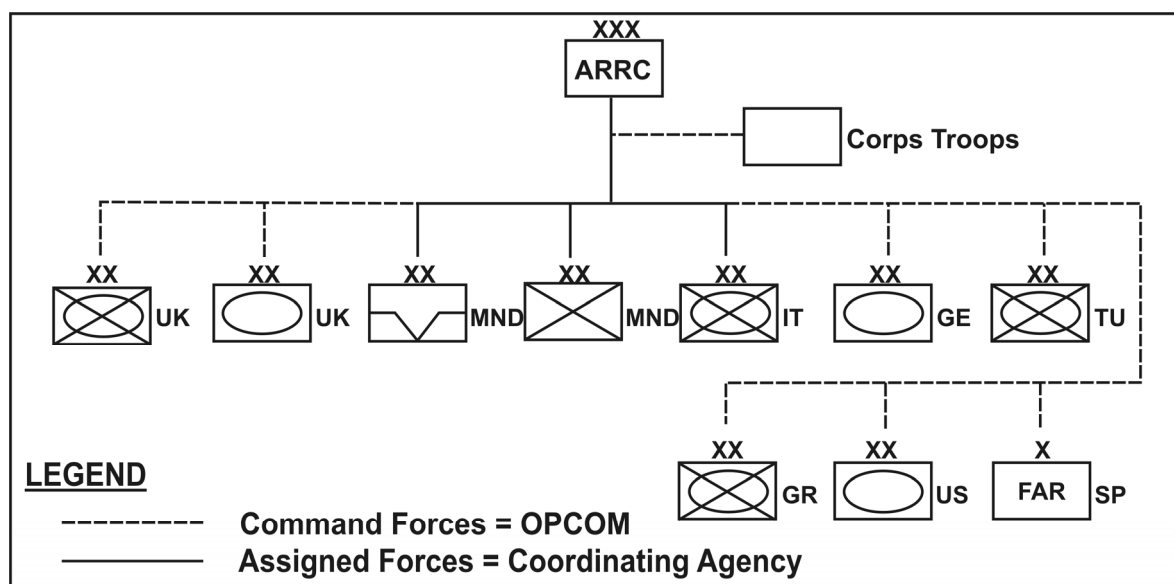 XXX
ARRC
Corps Troops
XX XX XX XX XX XX XX
UK UK MND MND IT GE TU
XX XX X
GR US FAR SP
LEGEND
Command Forces = OPCOM
Assigned Forces = Coordinating Agency